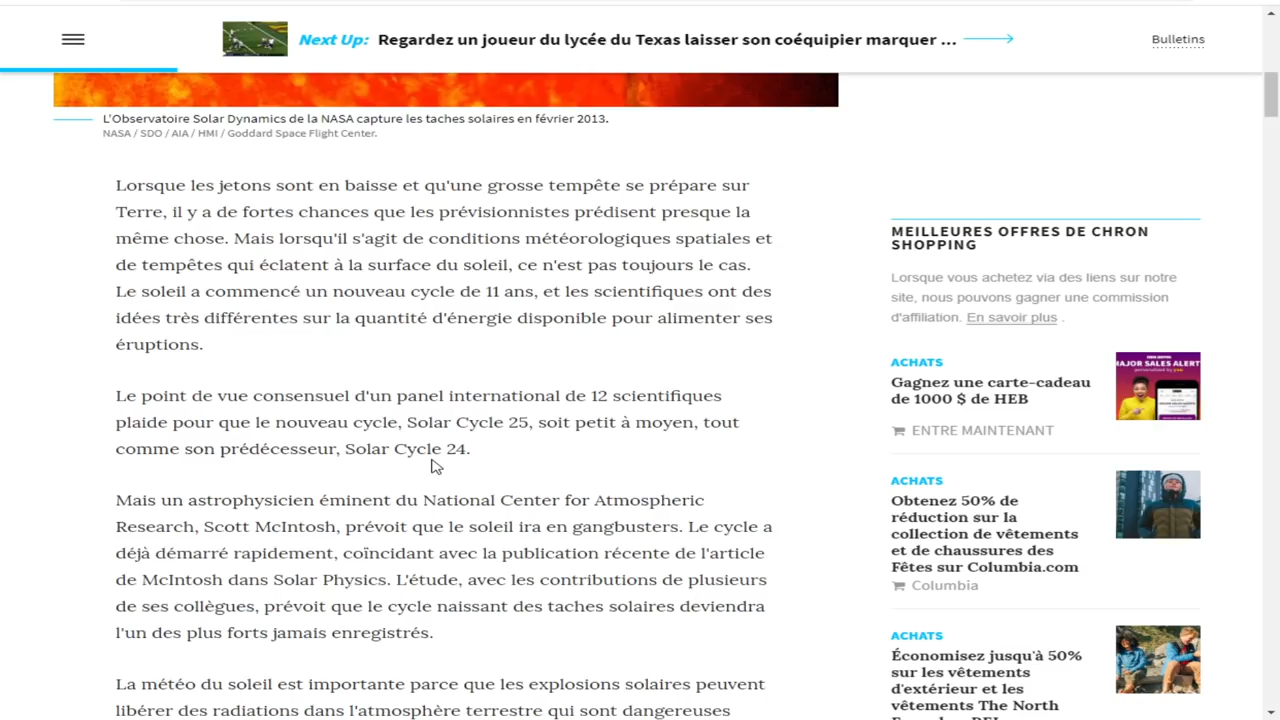 Next Up: Regardez un joueur du lycée du Texas laisser son coéquipier marquer ...
Bulletins
L'Observatoire Solar Dynamics de la NASA capture les taches solaires en février 2013.
NASA / SDO / AIA / HMI / Goddard Space Flight Center.
Lorsque les jetons sont en baisse et qu'une grosse tempête se prépare sur
Terre, il y a de fortes chances que les prévisionnistes prédisent presque la
même chose. Mais lorsqu'il s'agit de conditions météorologiques spatiales et
de tempêtes qui éclatent à la surface du soleil, ce n'est pas toujours le cas.
Le soleil a commencé un nouveau cycle de 11 ans, et les scientifiques ont des
idées très différentes sur la quantité d'énergie disponible pour alimenter ses
éruptions.
Le point de vue consensuel d'un panel international de 12 scientifiques
plaide pour que le nouveau cycle, Solar Cycle 25, soit petit à moyen, tout
comme son prédécesseur, Solar Cycle 24.
Mais un astrophysicien éminent du National Center for Atmospheric
Research, Scott McIntosh, prévoit que le soleil ira en gangbusters. Le cycle a
déjà démarré rapidement, coïncidant avec la publication récente de l'article
de McIntosh dans Solar Physics. L'étude, avec les contributions de plusieurs
de ses collègues, prévoit que le cycle naissant des taches solaires deviendra
l'un des plus forts jamais enregistrés.
La météo du soleil est importante parce que les explosions solaires peuvent
libérer des radiations dans l'atmosphère terrestre qui sont dangereuses
MEILLEURES OFFRES DE CHRON
SHOPPING
Lorsque vous achetez via des liens sur notre
site, nous pouvons gagner une commission
d'affiliation. En savoir plus .
ACHATS
Gagnez une carte-cadeau
de 1000 $ de HEB
ENTRE MAINTENANT
MAJOR SALES ALERT
ACHATS
Obtenez 50% de
réduction sur la
collection de vêtements
et de chaussures des
Fêtes sur Columbia.com
Columbia
ACHATS
Économisez jusqu'à 50%
sur les vêtements
d'extérieur et les
vêtements The North